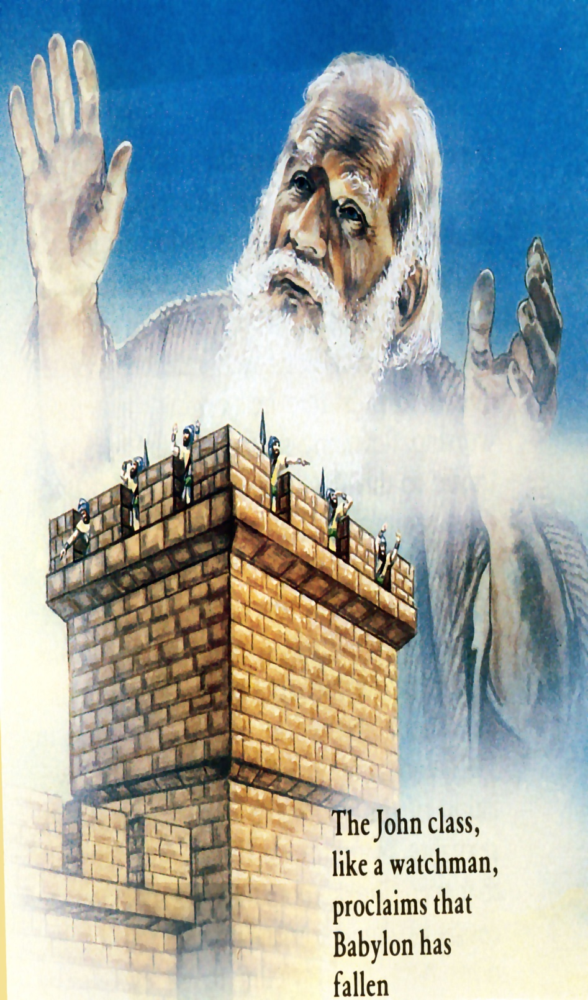 The John class,
like a watchman,
proclaims that
Babylon has
fallen